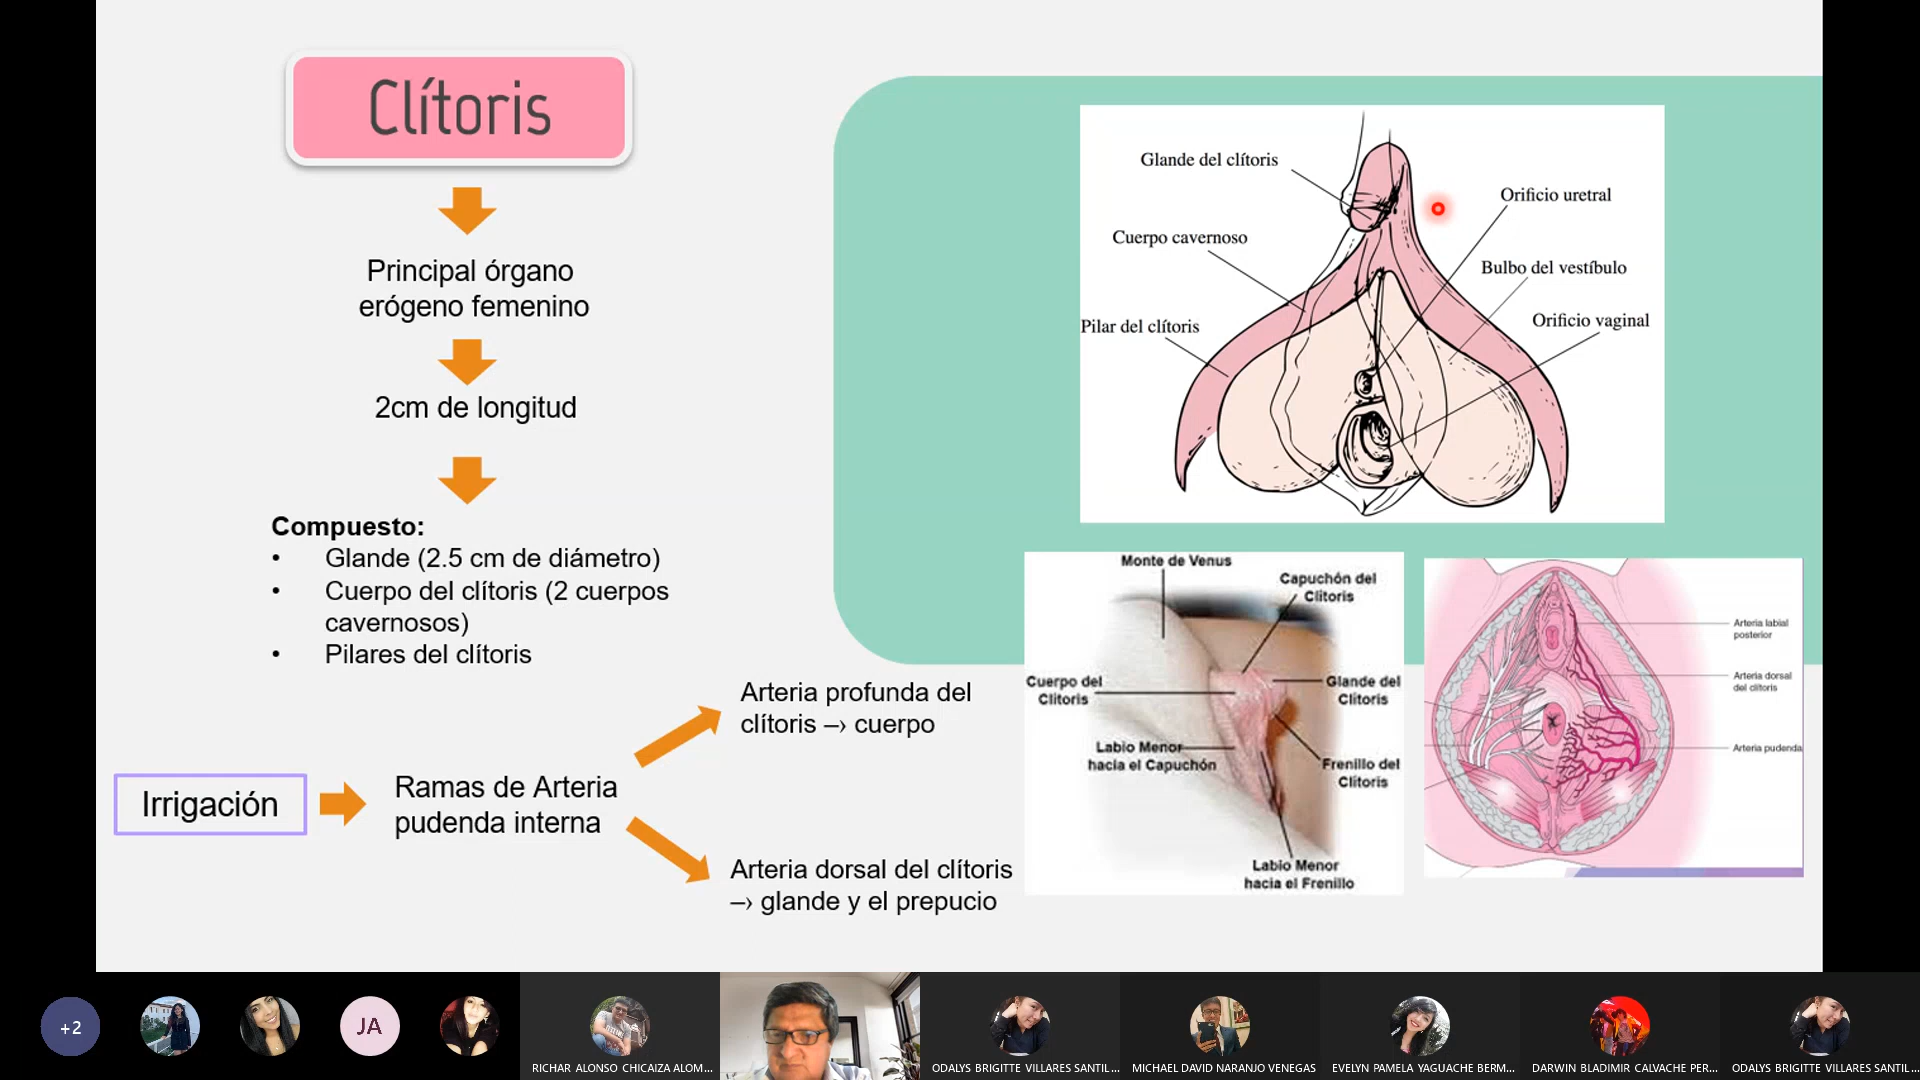 Clítoris
Principal órgano
erógeno femenino
2cm de longitud
Compuesto:
• Glande (2.5 cm de diámetro)
• Cuerpo del clítoris (2 cuerpos
cavernosos)
• Pilares del clítoris
Irrigación
Ramas de Arteria
pudenda interna
Arteria profunda del
clítoris –› cuerpo
Arteria dorsal del clítoris
–› glande y el prepucio
Glande del clítoris
Orificio uretral
Cuerpo cavernoso
Bulbo del vestíbulo
Orificio vaginal
Pilar del clítoris
Monte de Venus
Capuchón del
Clitoris
Cuerpo del
Clitoris
Glande del
Clítoris
Labio Menor
hacia el Capuchón
Frenillo del
Clitoris
Labio Menor
hacia el Frenillo
Arteria labial
posterior
Arteria dorsal
del clítoris
Arteria pudenda
+2
JA
RICHAR ALONSO CHICAIZA ALOM...
ODALYS BRIGITTE VILLARES SANTIL...
MICHAEL DAVID NARANJO VENEGAS
EVELYN PAMELA YAGUACHE BERM...
DARWIN BLADIMIR CALVACHE PER...
ODALYS BRIGITTE VILLARES SANTIL...